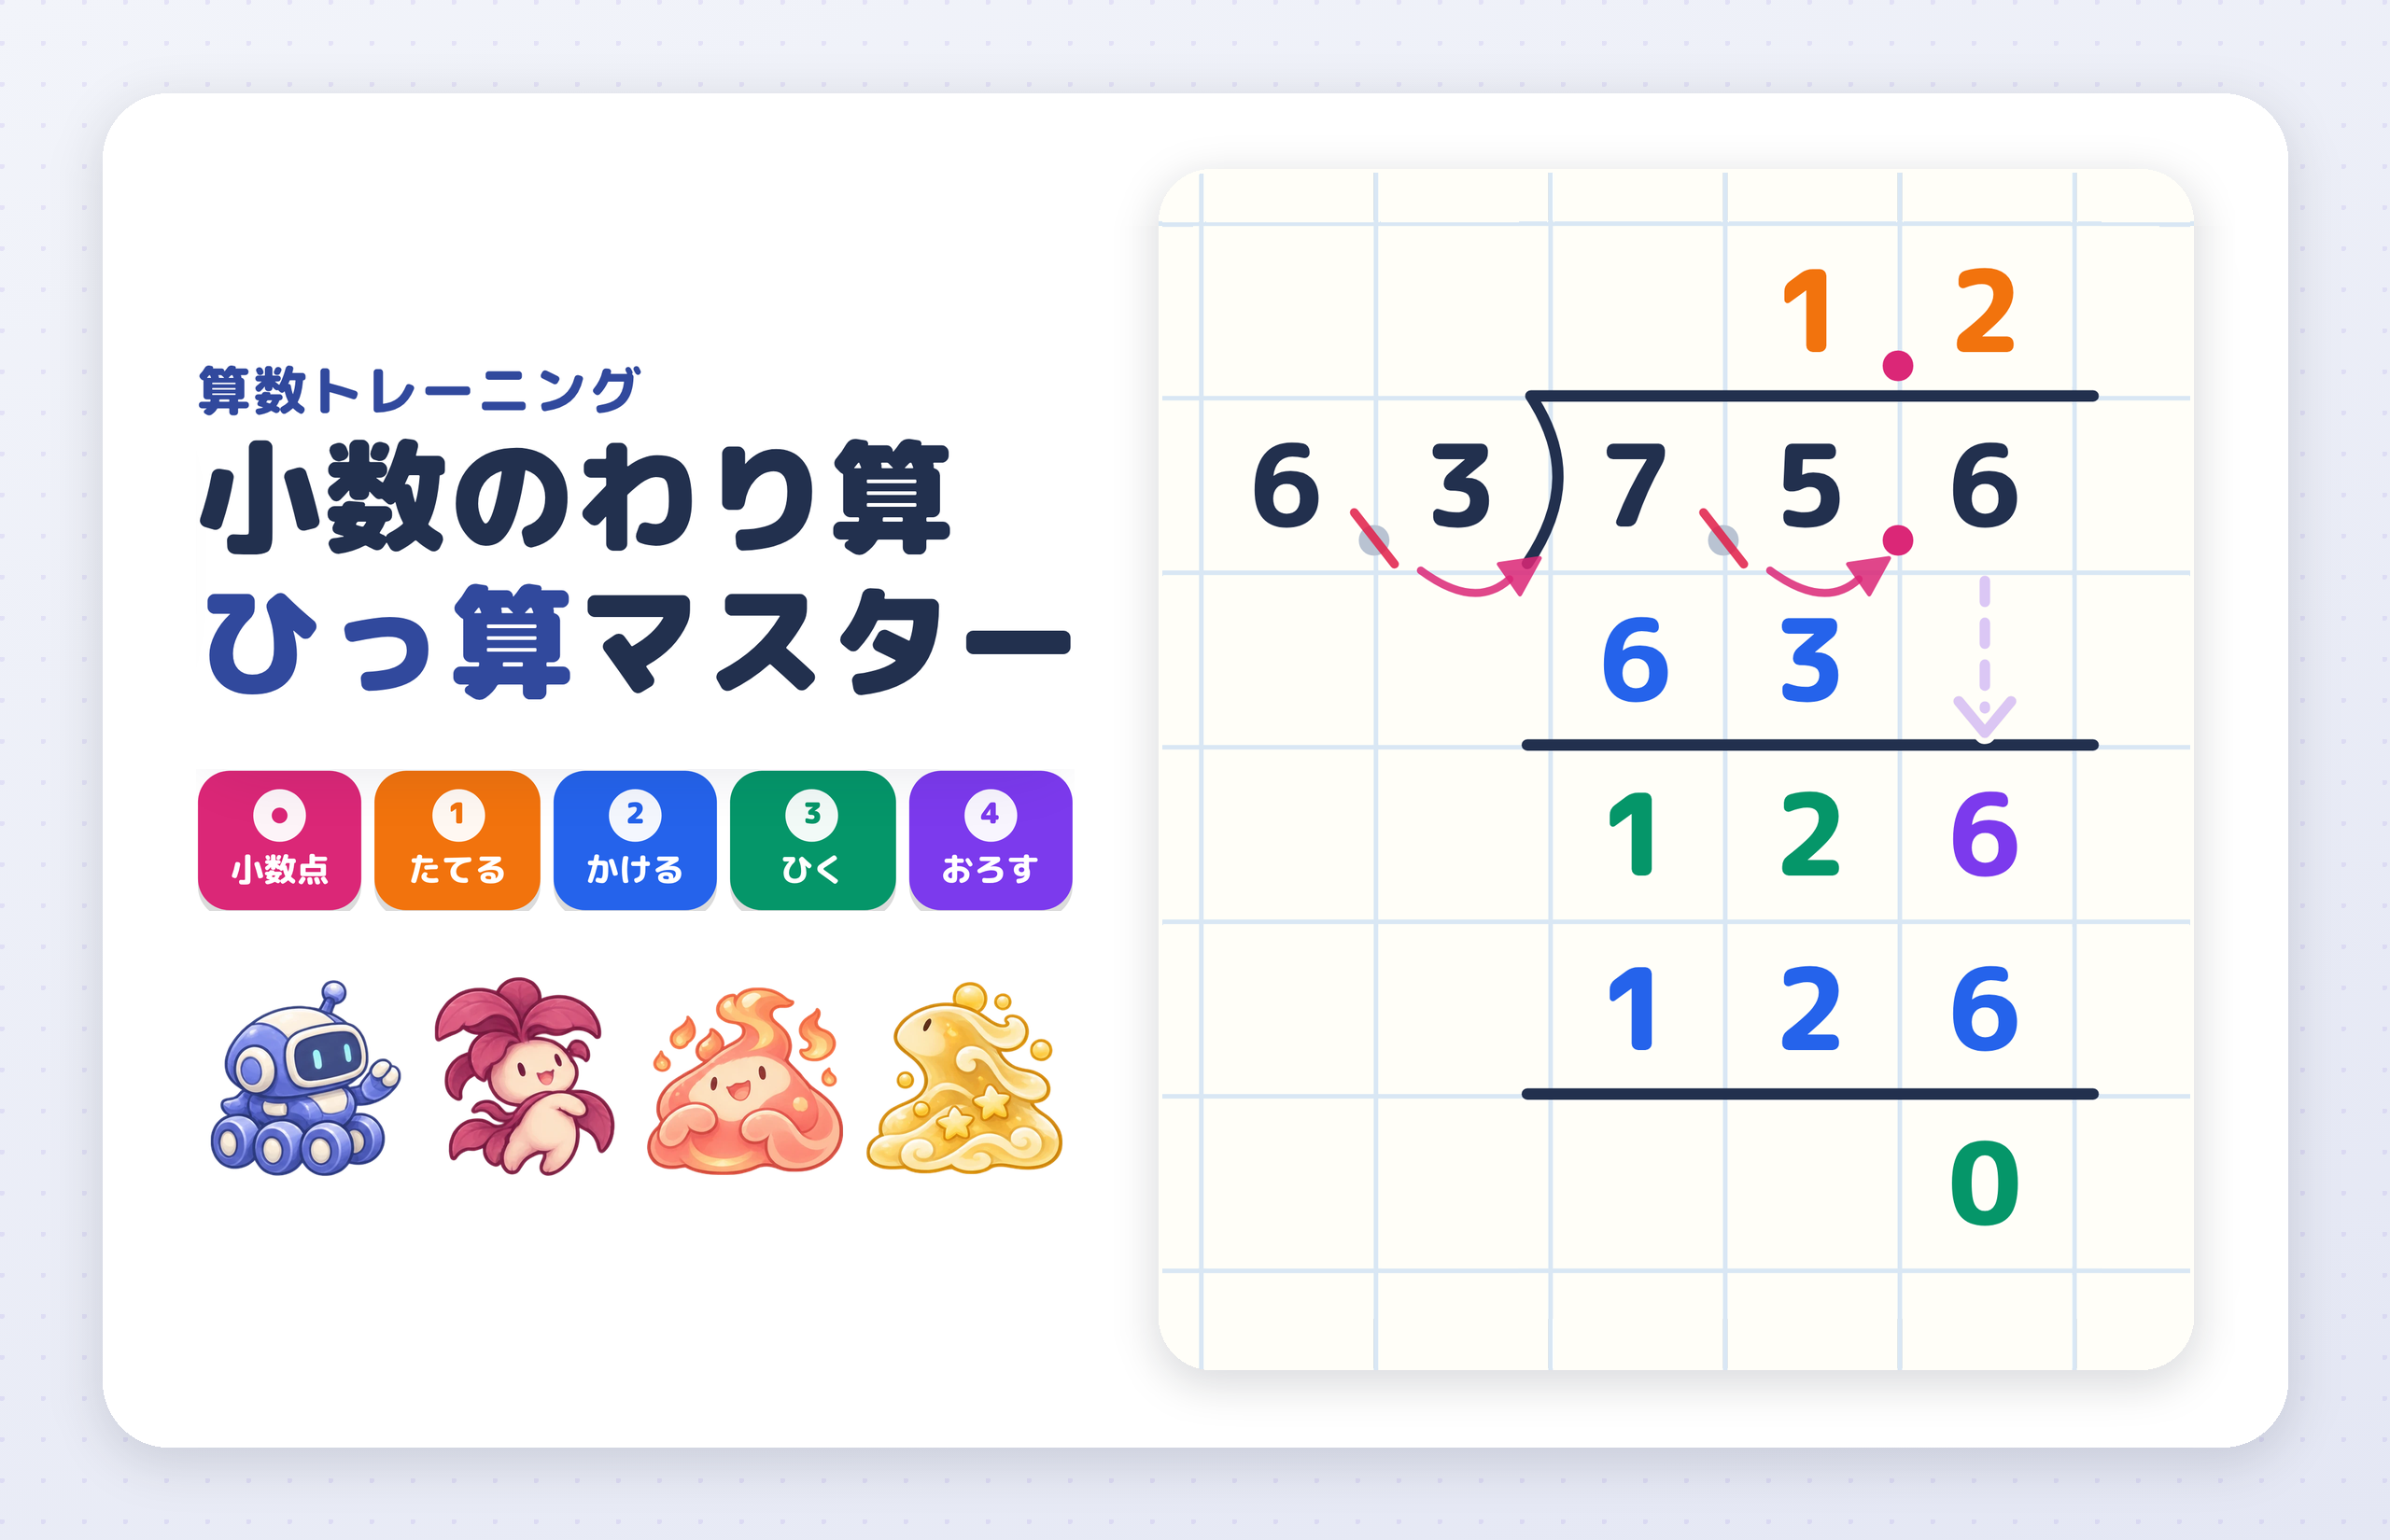 算数トレーニング
小数のわり算
ひっ算マスター
小数点
1 たてる
2 かける
3 ひく
4 おろす
1.2
6.3)7.5.6
63
126
126
0